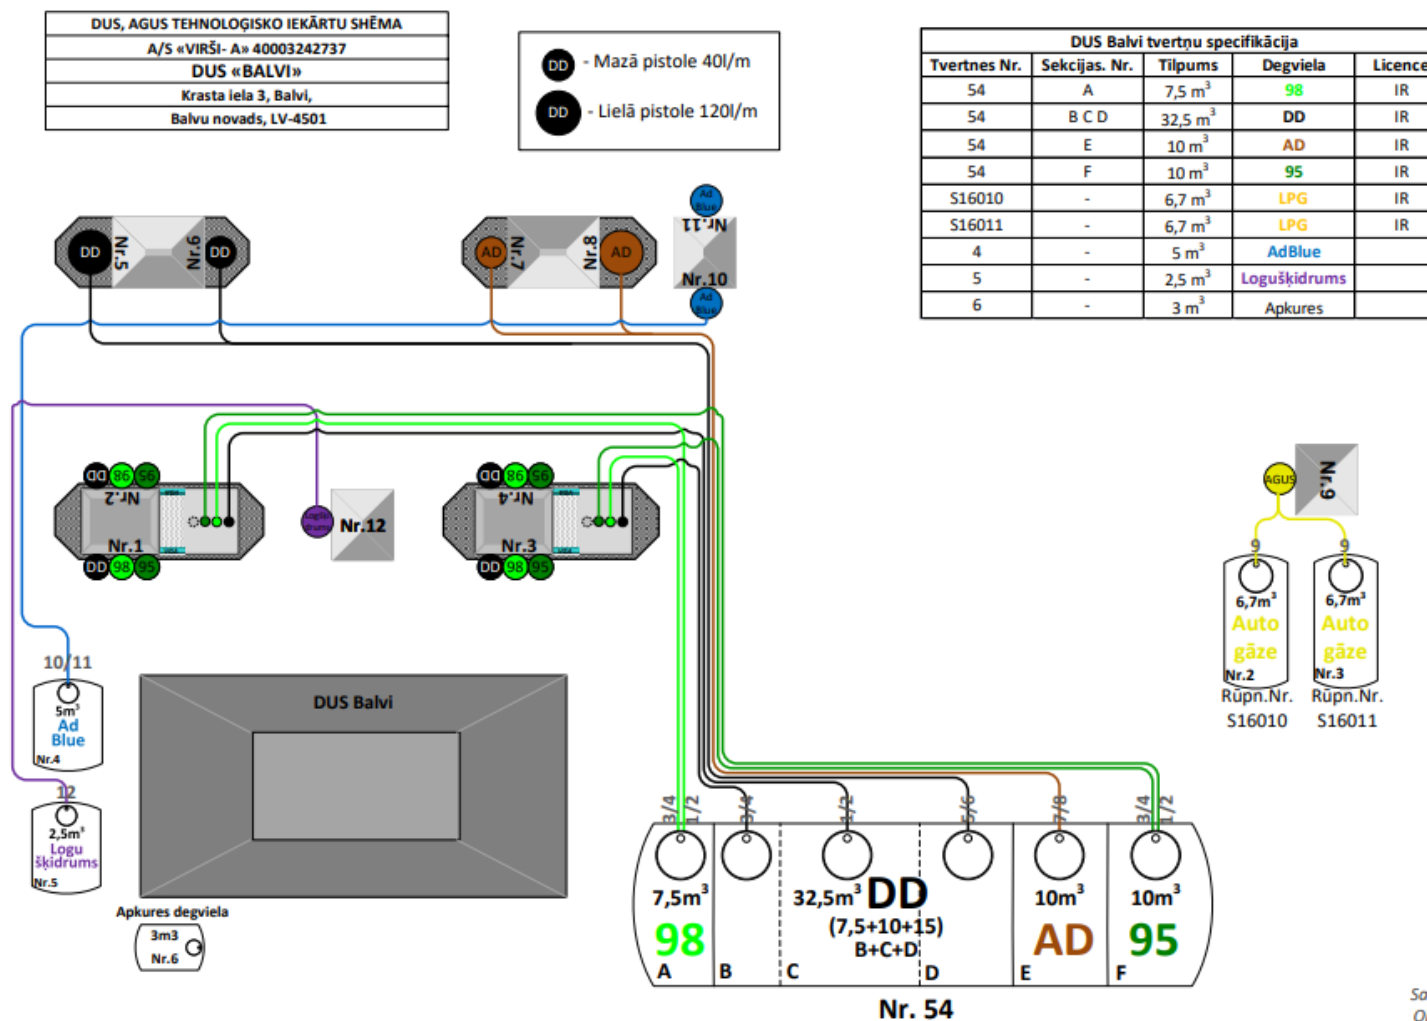 DUS, AGUS TEHNOLOĢISKO IEKĀRTU SHĒMA
A/S «VIRŠI- A» 40003242737
DUS «BALVI»
Krasta iela 3, Balvi,
Balvu novads, LV-4501
DD - Mazā pistole 40l/m
DD - Lielā pistole 120l/m
DUS Balvi tvertņu specifikācija
Tvertnes Nr. Sekcijas. Nr. Tilpums Degviela Licence
54 A 7,5 m³ 98 IR
54 B C D 32,5 m³ DD IR
54 E 10 m³ AD IR
54 F 10 m³ 95 IR
S16010 - 6,7 m³ LPG IR
S16011 - 6,7 m³ LPG IR
4 - 5 m³ AdBlue
5 - 2,5 m³ Logušķidrums
6 - 3 m³ Apkures
DD Nr.5 Nr.6 DD
AD Nr.7 Nr.8 AD
Ad
Blue
Nr.11
Nr.10
Ad
Blue
DD 98 95
Nr.2
Nr.1
DD 98 95
Nr.12
DD 98 95
Nr.4
Nr.3
DD 98 95
AGUS Nr.9
9 9
6,7m³ 6,7m³
Auto Auto
gāze gāze
Nr.2 Nr.3
Rūpn.Nr. Rūpn.Nr.
S16010 S16011
10/11
5m³
Ad
Blue
Nr.4
12
2,5m³
Logu
šķidrums
Nr.5
DUS Balvi
Apkures degviela
3m3
Nr.6
3/4 1/2 3/4 1/2 5/6 7/8 3/4 1/2
7,5m³ 32,5m³ DD 10m³ 10m³
(7,5+10+15)
B+C+D
98 AD 95
A B C D E F
Nr. 54